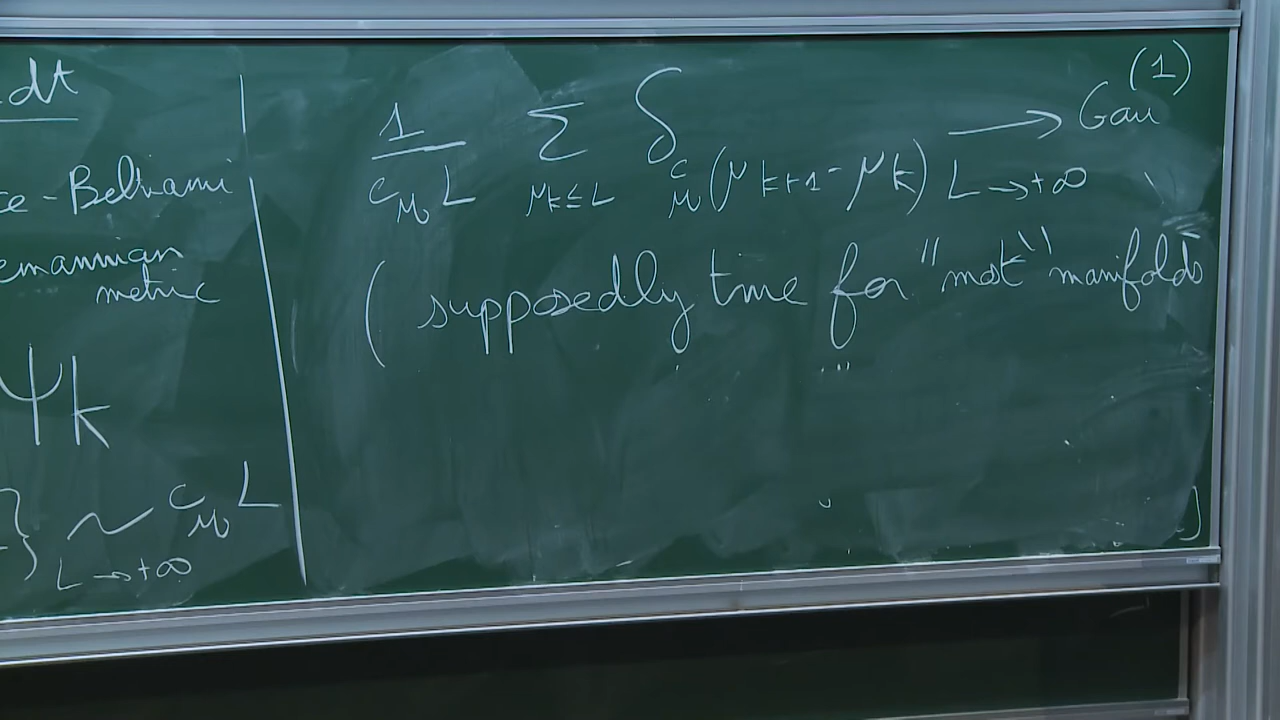 dt
ce - Beltrami
emannian
metric
Ψk
} ~ c_M L
L → +∞
(1)
1/(c_M L) Σ_{μk ≤ L} δ_{c_M(μk+1 - μk)} → Gau
L → +∞
( supposedly true for "most" manifolds